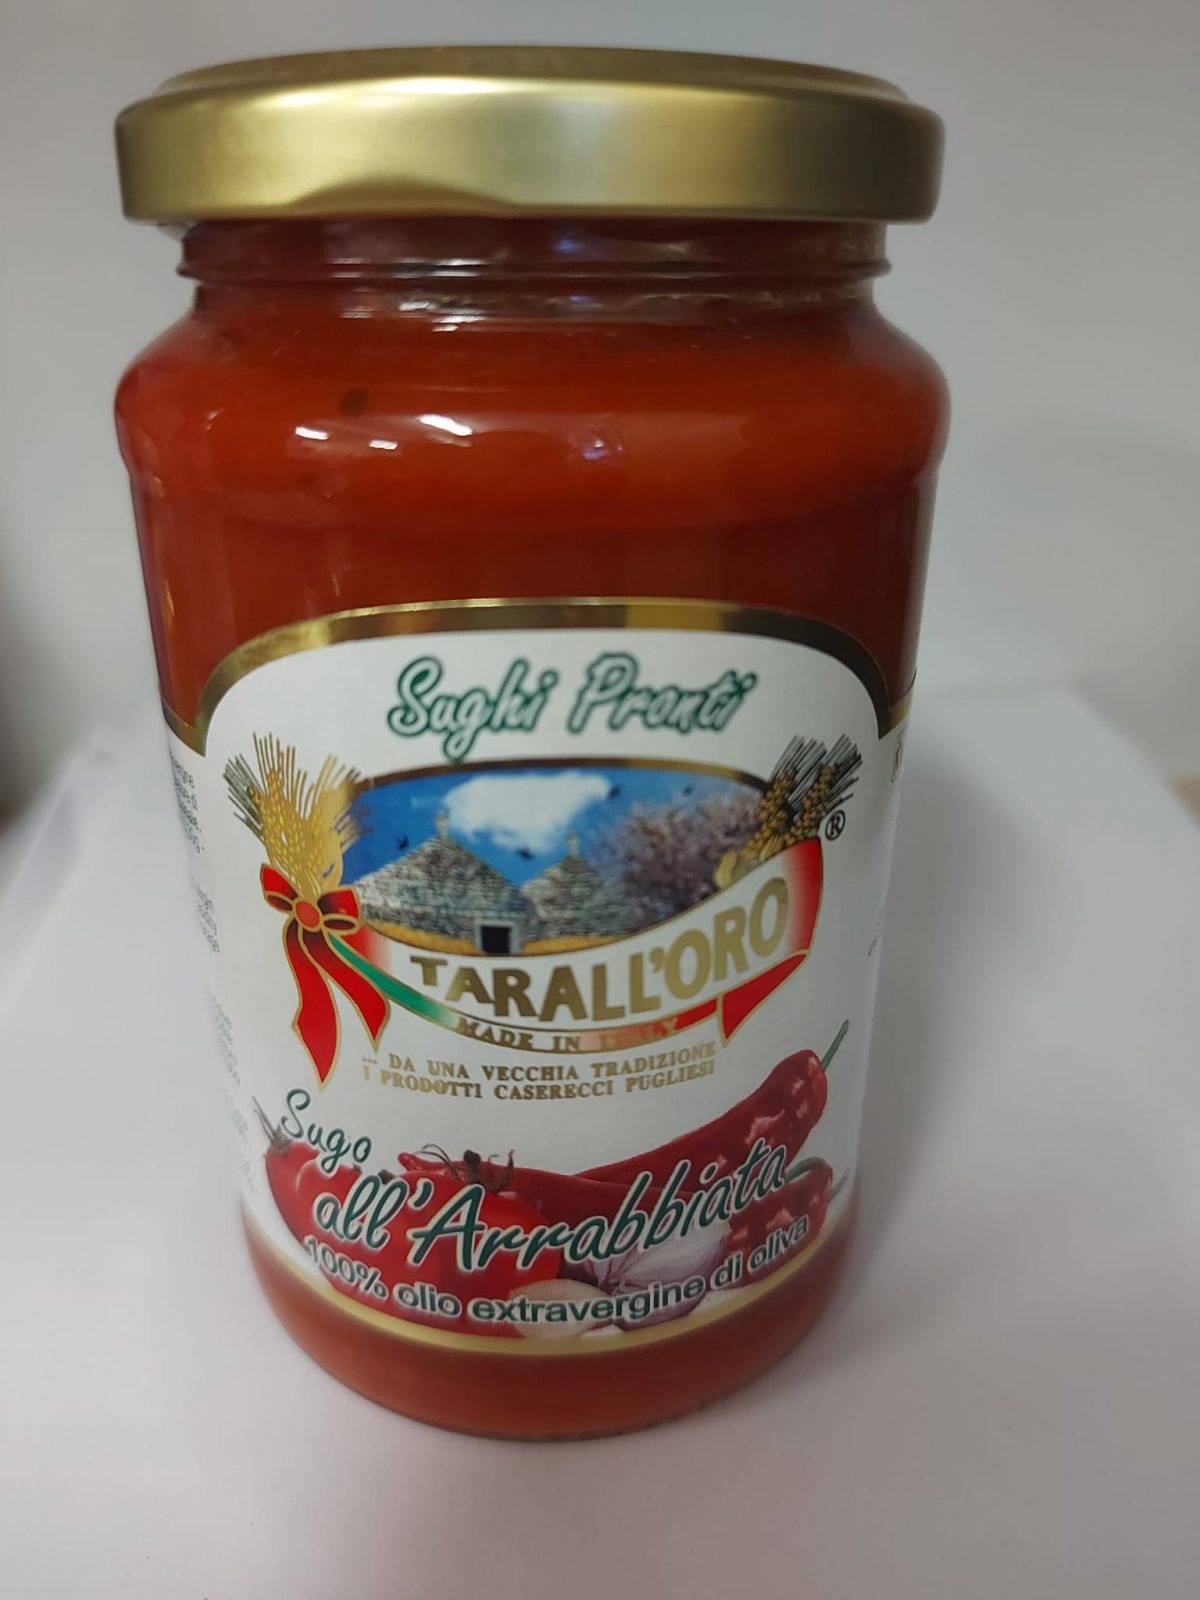 Sughi Pronti
TARALL'ORO
®
MADE IN ITALY
... DA UNA VECCHIA TRADIZIONE
I PRODOTTI CASERECCI PUGLIESI
Sugo
all'Arrabbiata
100% olio extravergine di oliva